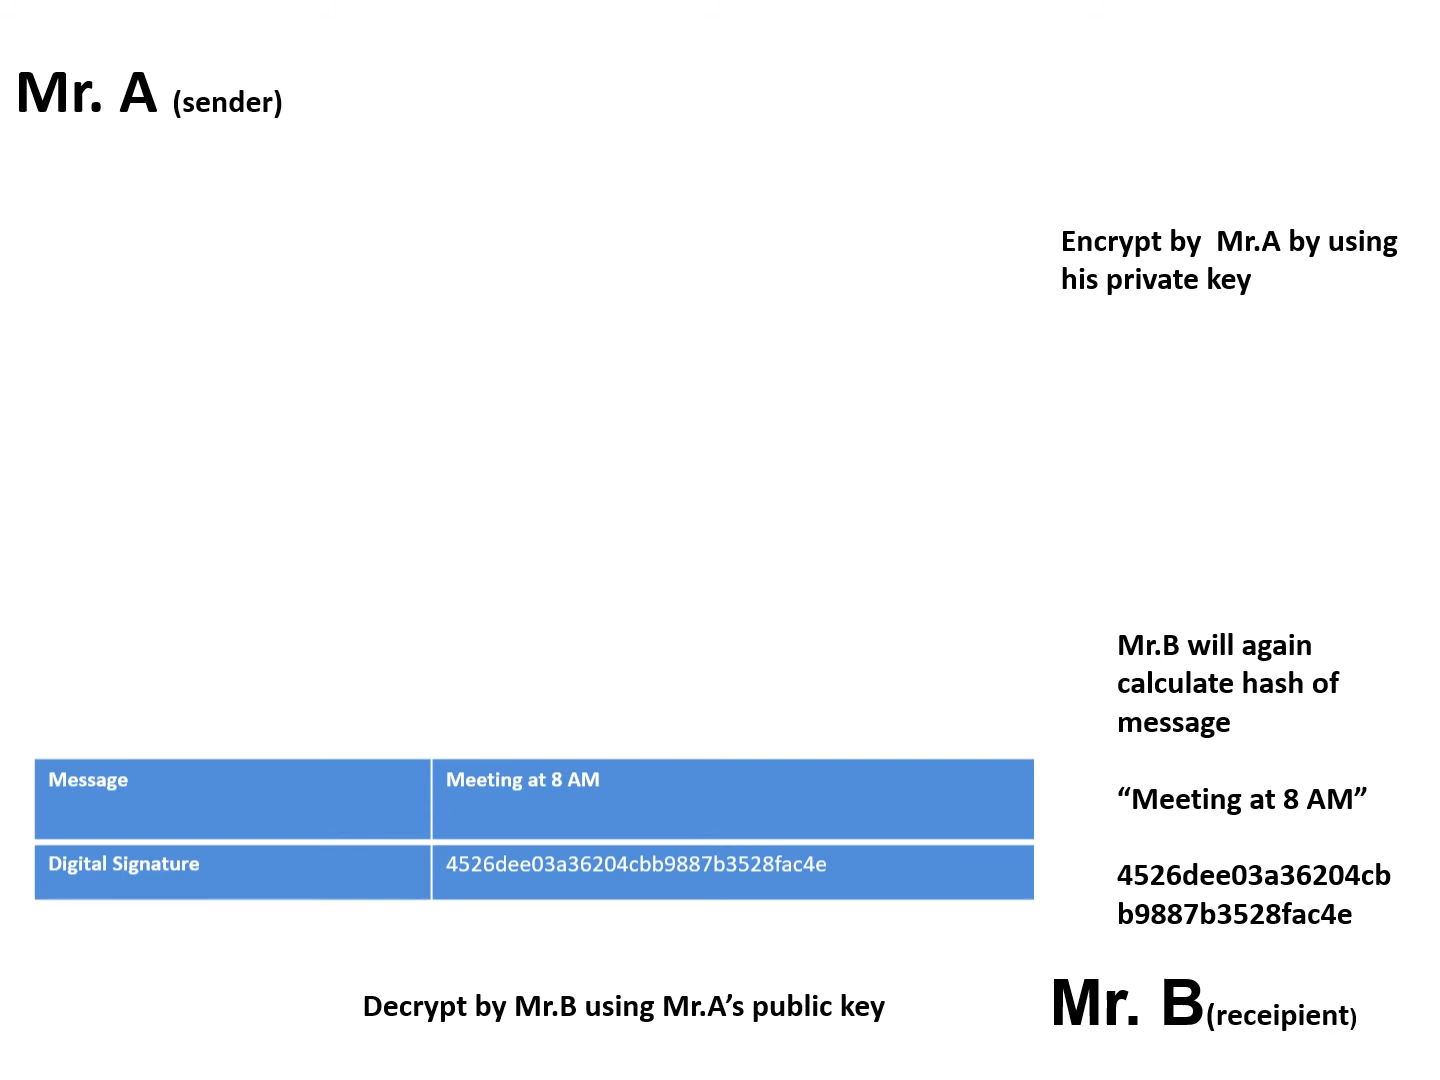 Mr. A (sender)
Encrypt by  Mr.A by using
his private key
Mr.B will again
calculate hash of
message
“Meeting at 8 AM”
4526dee03a36204cb
b9887b3528fac4e
Message Meeting at 8 AM
Digital Signature 4526dee03a36204cbb9887b3528fac4e
Decrypt by Mr.B using Mr.A’s public key
Mr. B(receipient)